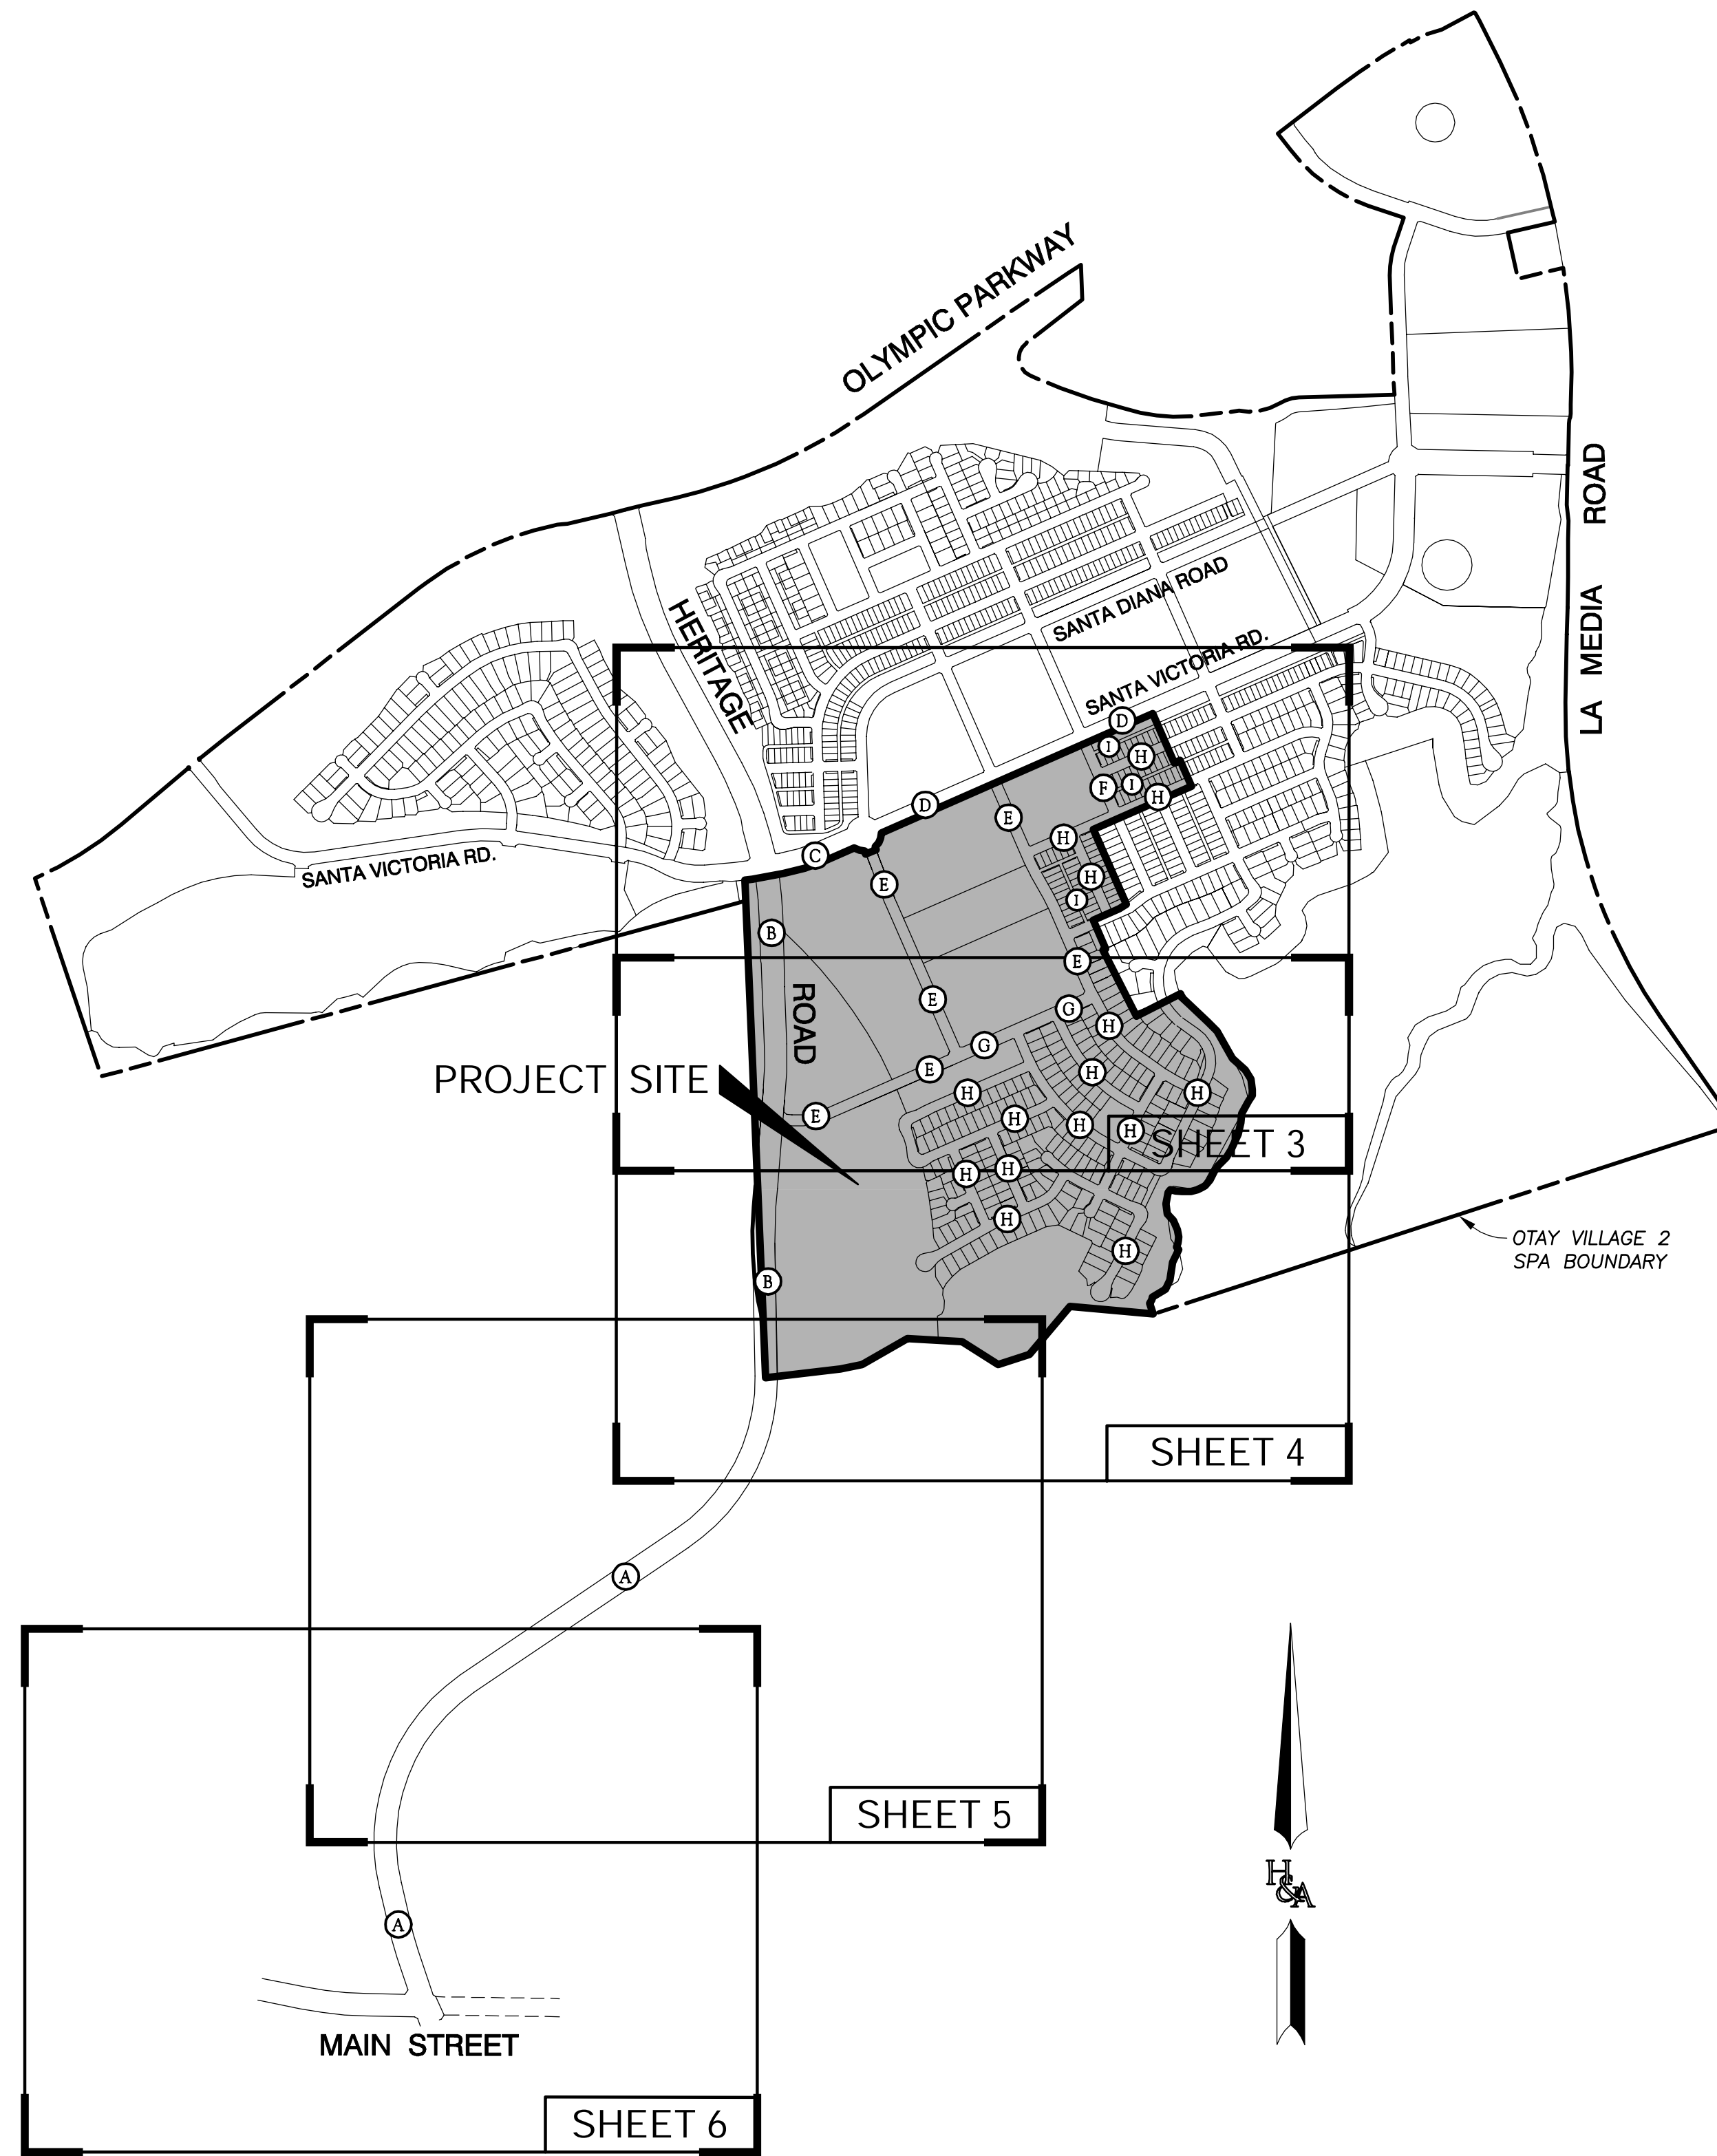 OLYMPIC PARKWAY
LA MEDIA ROAD
SANTA DIANA ROAD
HERITAGE
SANTA VICTORIA RD.
D
I
H
F
I
H
D
E
H
C
SANTA VICTORIA RD.
E
H
I
B
E
ROAD
E
G
H
G
PROJECT SITE
E
H
H
H
E
H
H
H
SHEET 3
H
H
H
OTAY VILLAGE 2
SPA BOUNDARY
H
B
SHEET 4
A
SHEET 5
H&A
A
MAIN STREET
SHEET 6